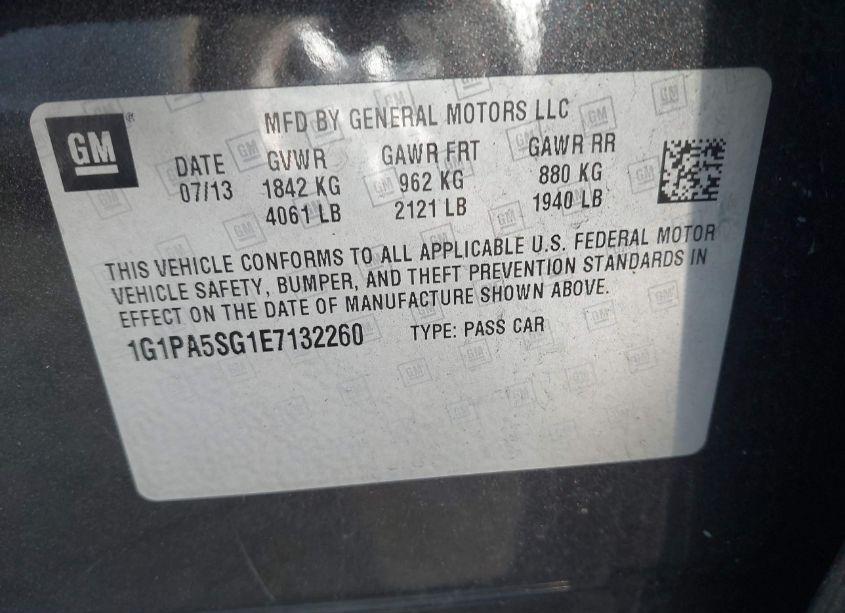 GM
MFD BY GENERAL MOTORS LLC
DATE GVWR GAWR FRT GAWR RR
07/13 1842 KG 962 KG 880 KG
4061 LB 2121 LB 1940 LB
THIS VEHICLE CONFORMS TO ALL APPLICABLE U.S. FEDERAL MOTOR
VEHICLE SAFETY, BUMPER, AND THEFT PREVENTION STANDARDS IN
EFFECT ON THE DATE OF MANUFACTURE SHOWN ABOVE.
1G1PA5SG1E7132260 TYPE: PASS CAR